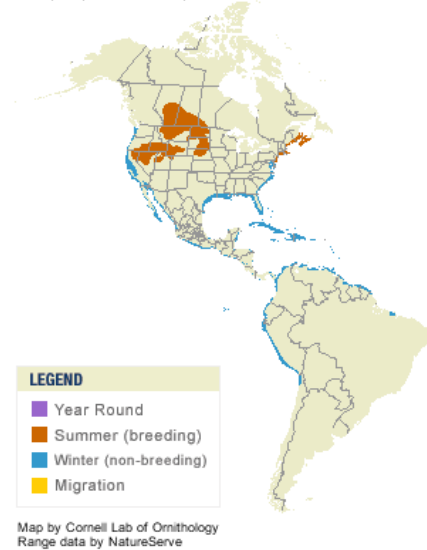 LEGEND
Year Round
Summer (breeding)
Winter (non-breeding)
Migration
Map by Cornell Lab of Ornithology
Range data by NatureServe